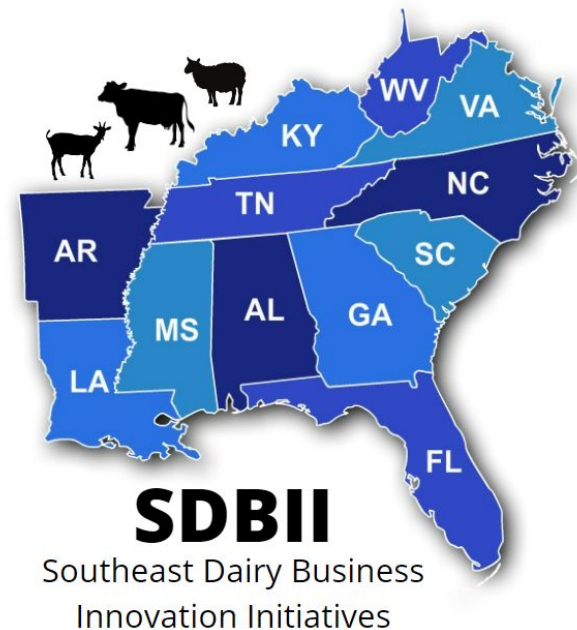 WV
VA
KY
NC
TN
SC
AR
MS
AL
GA
LA
FL
SDBII
Southeast Dairy Business
Innovation Initiatives